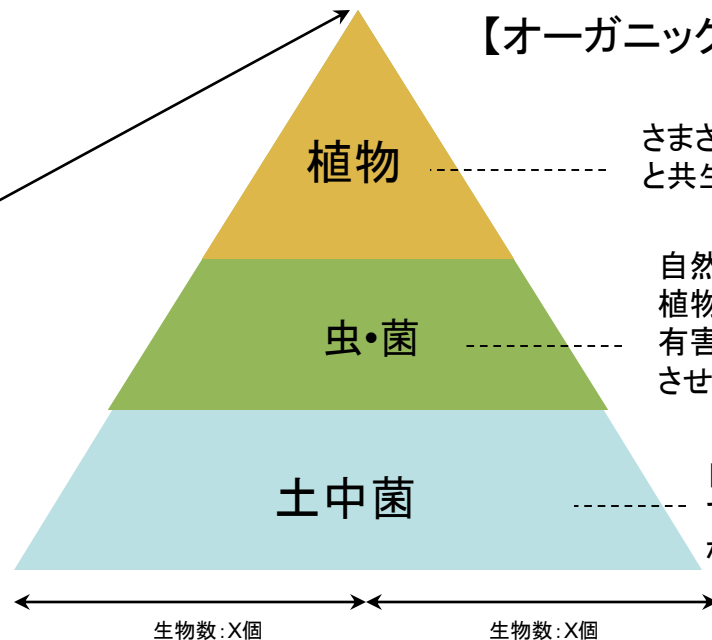 【オーガニック
植物
さまざ
と共生
虫・菌
自然
植物
有害
させ
土中菌
生物数:X個
生物数:X個